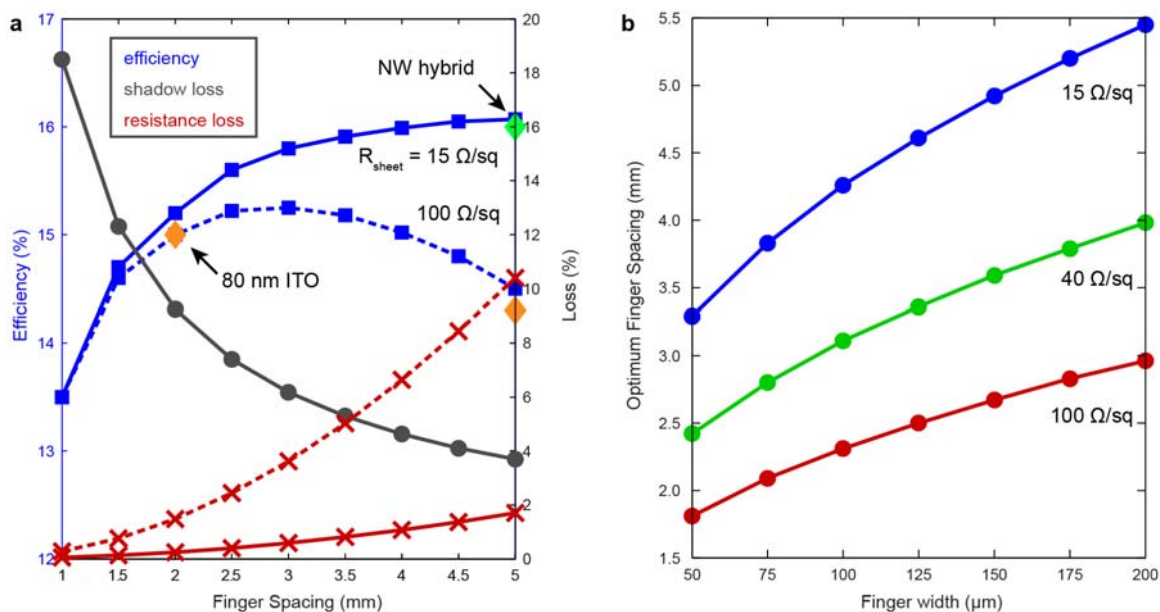 a
efficiency
shadow loss
resistance loss
NW hybrid
R_sheet = 15 Ω/sq
100 Ω/sq
80 nm ITO
Efficiency (%)
17
16
15
14
13
12
Loss (%)
20
18
16
14
12
10
8
6
4
2
0
1 1.5 2 2.5 3 3.5 4 4.5 5
Finger Spacing (mm)
b
Optimum Finger Spacing (mm)
5.5
5.0
4.5
4.0
3.5
3.0
2.5
2.0
1.5
15 Ω/sq
40 Ω/sq
100 Ω/sq
50 75 100 125 150 175 200
Finger width (μm)